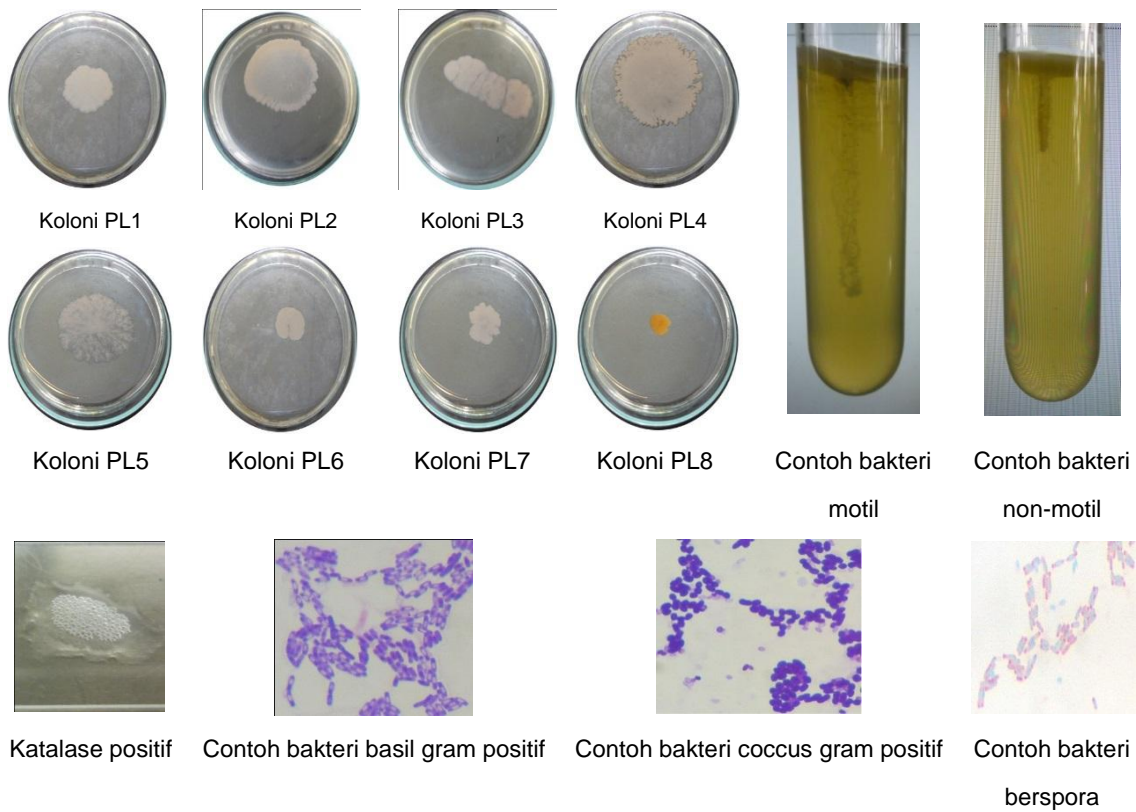 Koloni PL1
Koloni PL2
Koloni PL3
Koloni PL4
Koloni PL5
Koloni PL6
Koloni PL7
Koloni PL8
Contoh bakteri
motil
Contoh bakteri
non-motil
Katalase positif
Contoh bakteri basil gram positif
Contoh bakteri coccus gram positif
Contoh bakteri
berspora